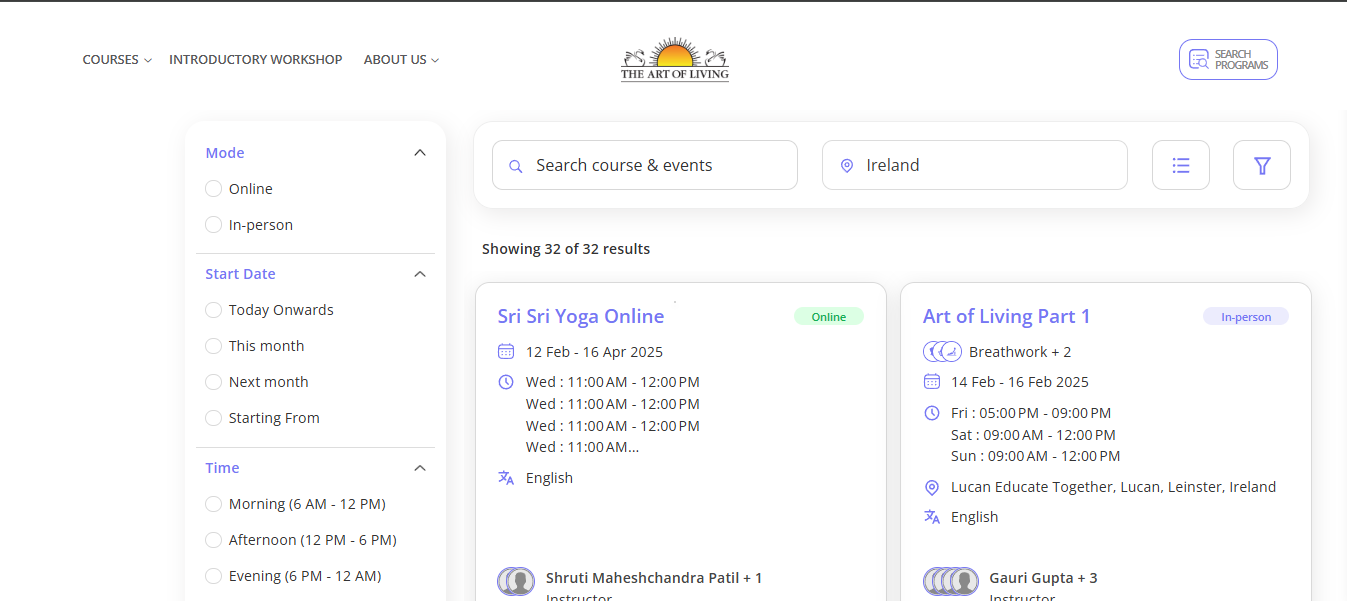 COURSES
INTRODUCTORY WORKSHOP
ABOUT US
THE ART OF LIVING
SEARCH
PROGRAMS
Mode
Online
In-person
Start Date
Today Onwards
This month
Next month
Starting From
Time
Morning (6 AM - 12 PM)
Afternoon (12 PM - 6 PM)
Evening (6 PM - 12 AM)
Search course & events
Ireland
Showing 32 of 32 results
Sri Sri Yoga Online
Online
12 Feb - 16 Apr 2025
Wed : 11:00 AM - 12:00 PM
Wed : 11:00 AM - 12:00 PM
Wed : 11:00 AM - 12:00 PM
Wed : 11:00 AM...
English
Shruti Maheshchandra Patil + 1
Instructor
Art of Living Part 1
In-person
Breathwork + 2
14 Feb - 16 Feb 2025
Fri : 05:00 PM - 09:00 PM
Sat : 09:00 AM - 12:00 PM
Sun : 09:00 AM - 12:00 PM
Lucan Educate Together, Lucan, Leinster, Ireland
English
Gauri Gupta + 3
Instructor